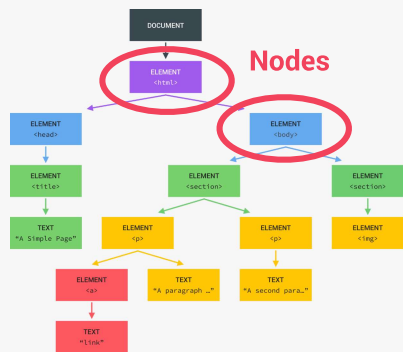 DOCUMENT
Nodes
ELEMENT
<html>
ELEMENT
<head>
ELEMENT
<body>
ELEMENT
<title>
ELEMENT
<section>
ELEMENT
<section>
TEXT
"A Simple Page"
ELEMENT
<p>
ELEMENT
<p>
ELEMENT
<img>
ELEMENT
<a>
TEXT
"A paragraph …"
TEXT
"A second para…"
TEXT
"link"